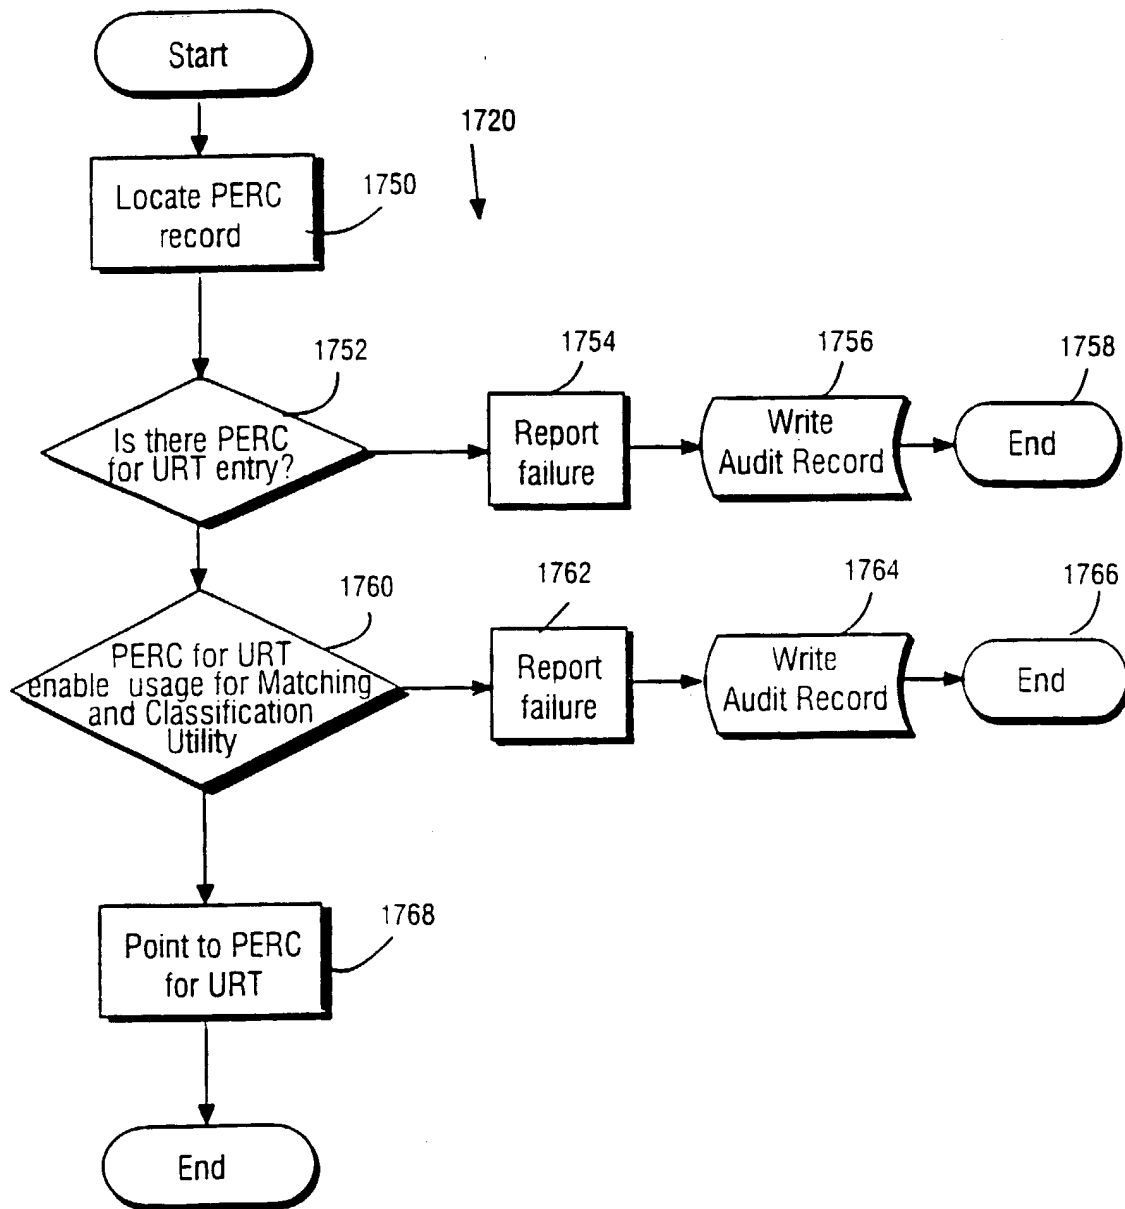 Start
1720
Locate PERC
record
1750
1752
Is there PERC
for URT entry?
1754
Report
failure
1756
Write
Audit Record
1758
End
1760
PERC for URT
enable usage for Matching
and Classification
Utility
1762
Report
failure
1764
Write
Audit Record
1766
End
1768
Point to PERC
for URT
End